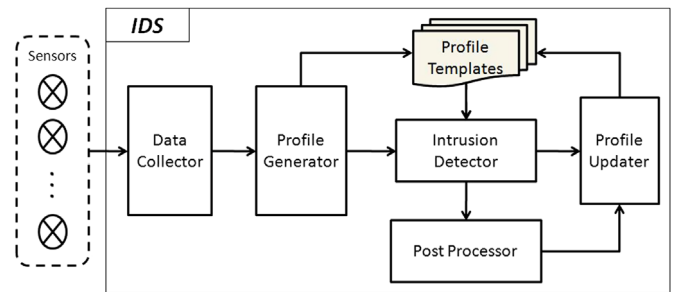 IDS
Sensors
Profile
Templates
Data
Collector
Profile
Generator
Intrusion
Detector
Profile
Updater
Post Processor